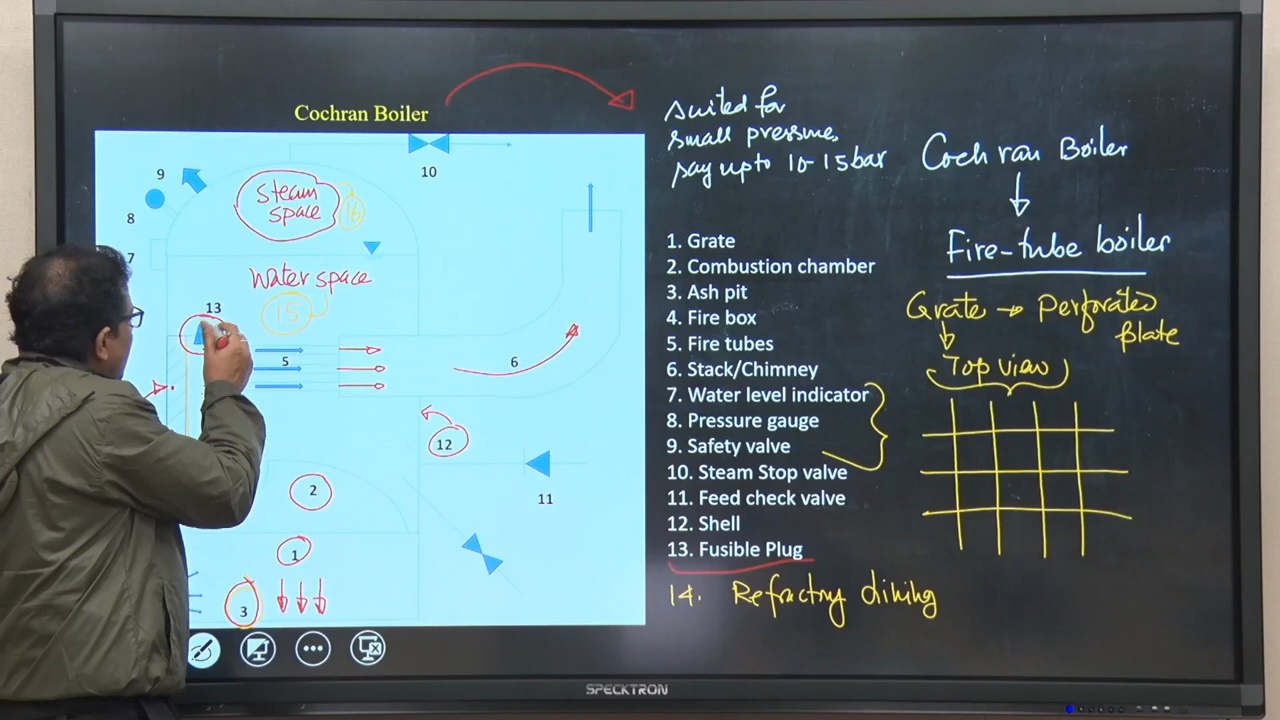 Cochran Boiler
9
8
7
13
steam
space
16
10
water space
15
5
6
12
2
11
1
3
suited for
small pressure,
say upto 10-15bar
1. Grate
2. Combustion chamber
3. Ash pit
4. Fire box
5. Fire tubes
6. Stack/Chimney
7. Water level indicator
8. Pressure gauge
9. Safety valve
10. Steam Stop valve
11. Feed check valve
12. Shell
13. Fusible Plug
14. Refractry lining
Cochran Boiler
Fire-tube boiler
Grate → Perforated
plate
Top view
SPECKTRON